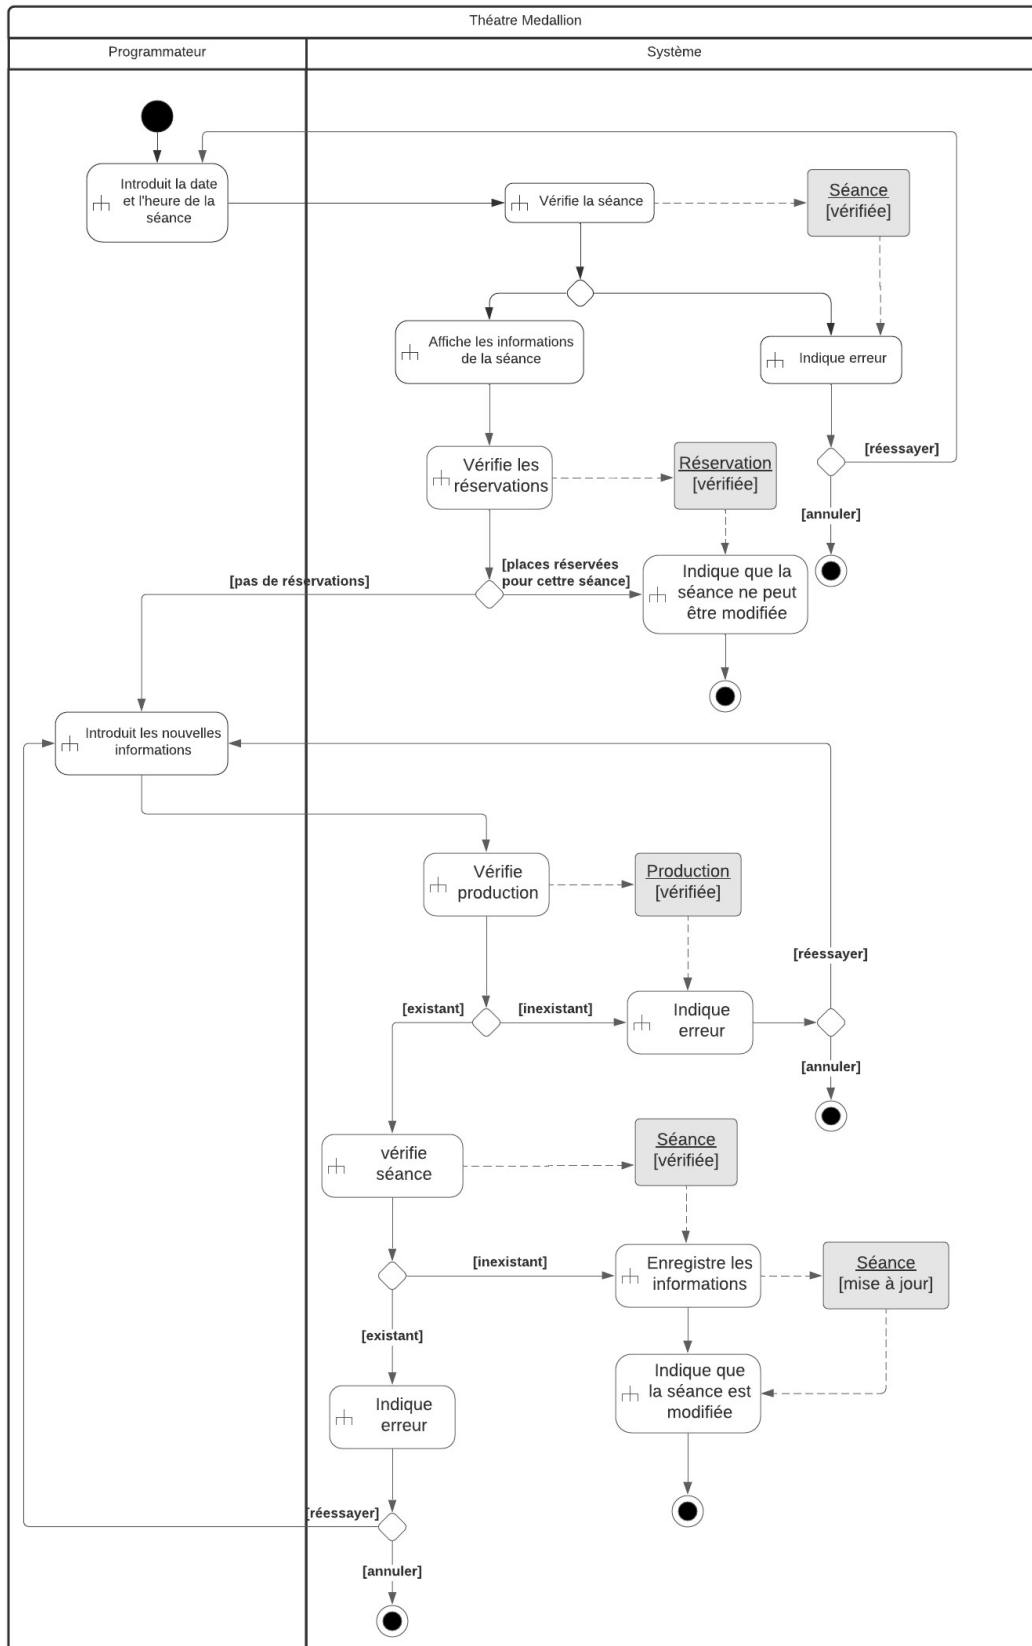 Théatre Medallion
Programmateur
Système
Introduit la date
et l'heure de la
séance
Vérifie la séance
Séance
[vérifiée]
Affiche les informations
de la séance
Indique erreur
[réessayer]
Vérifie les
réservations
Réservation
[vérifiée]
[annuler]
[pas de réservations]
[places réservées
pour cettre séance]
Indique que la
séance ne peut
être modifiée
Introduit les nouvelles
informations
Vérifie
production
Production
[vérifiée]
[réessayer]
[existant]
[inexistant]
Indique
erreur
[annuler]
vérifie
séance
Séance
[vérifiée]
[inexistant]
Enregistre les
informations
Séance
[mise à jour]
[existant]
Indique
erreur
Indique que
la séance est
modifiée
[réessayer]
[annuler]